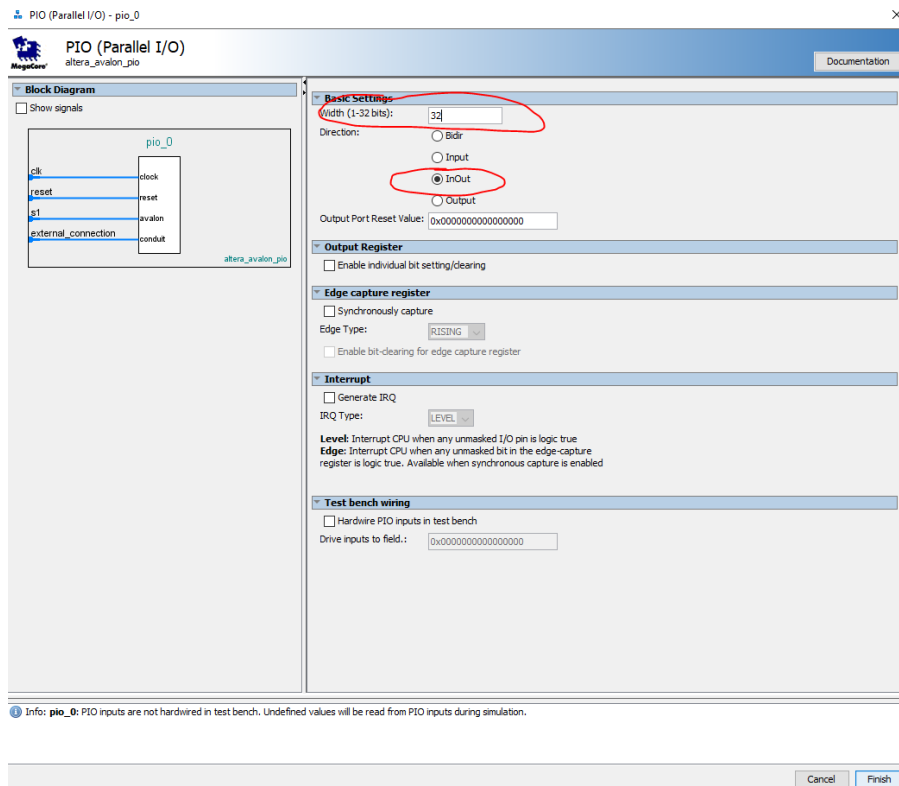 PIO (Parallel I/O) - pio_0
MegaCore'
PIO (Parallel I/O)
altera_avalon_pio
Documentation
Block Diagram
Show signals
pio_0
clk
clock
reset
reset
s1
avalon
external_connection
conduit
altera_avalon_pio
Basic Settings
Width (1-32 bits): 32
Direction: Bidir
Input
InOut
Output
Output Port Reset Value: 0x0000000000000000
Output Register
Enable individual bit setting/clearing
Edge capture register
Synchronously capture
Edge Type: RISING
Enable bit-clearing for edge capture register
Interrupt
Generate IRQ
IRQ Type: LEVEL
Level: Interrupt CPU when any unmasked I/O pin is logic true
Edge: Interrupt CPU when any unmasked bit in the edge-capture
register is logic true. Available when synchronous capture is enabled
Test bench wiring
Hardwire PIO inputs in test bench
Drive inputs to field.: 0x0000000000000000
Info: pio_0: PIO inputs are not hardwired in test bench. Undefined values will be read from PIO inputs during simulation.
Cancel Finish